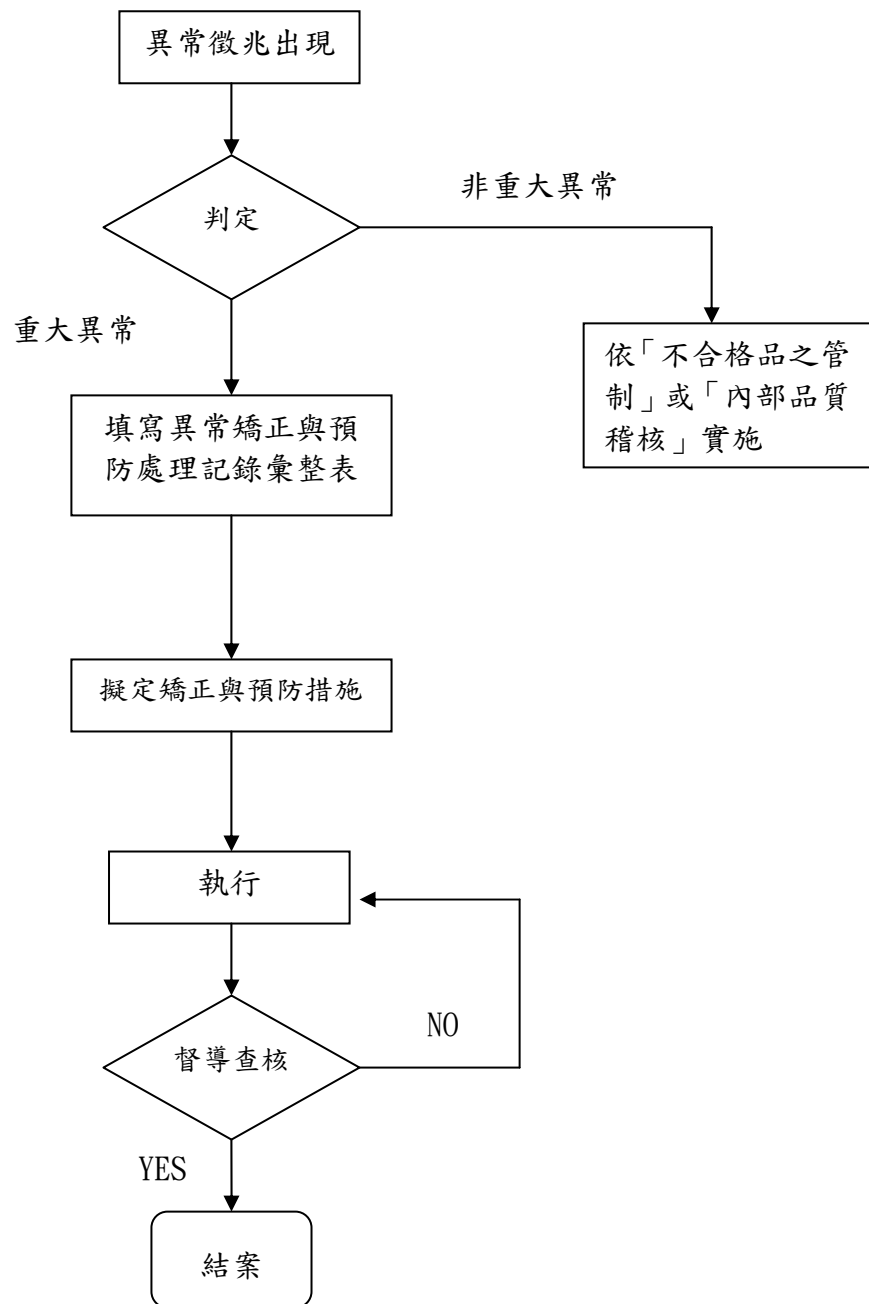 異常徵兆出現
判定
非重大異常
重大異常
依「不合格品之管
制」或「內部品質
稽核」實施
填寫異常矯正與預
防處理記錄彙整表
擬定矯正與預防措施
執行
NO
督導查核
YES
結案